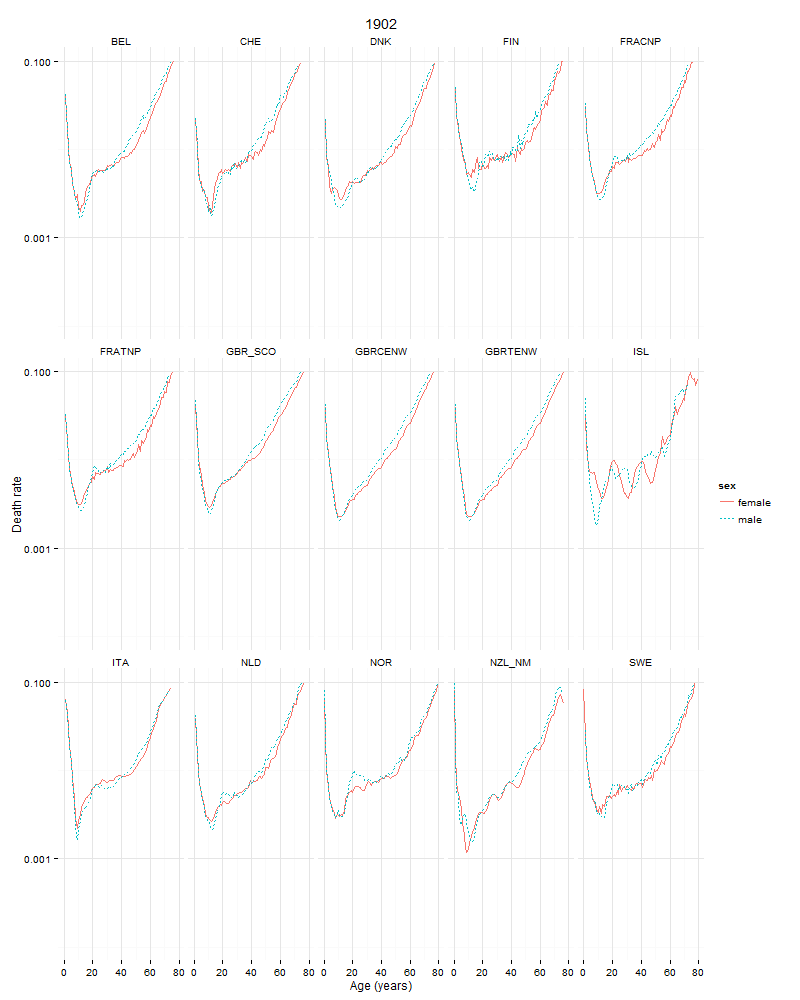 1902
BEL CHE DNK FIN FRACNP
0.100
0.001
FRATNP GBR_SCO GBRCENW GBRTENW ISL
0.100
0.001
ITA NLD NOR NZL_NM SWE
0.100
0.001
0 20 40 60 80 0 20 40 60 80 0 20 40 60 80 0 20 40 60 80 0 20 40 60 80
Age (years)
Death rate
sex
female
male